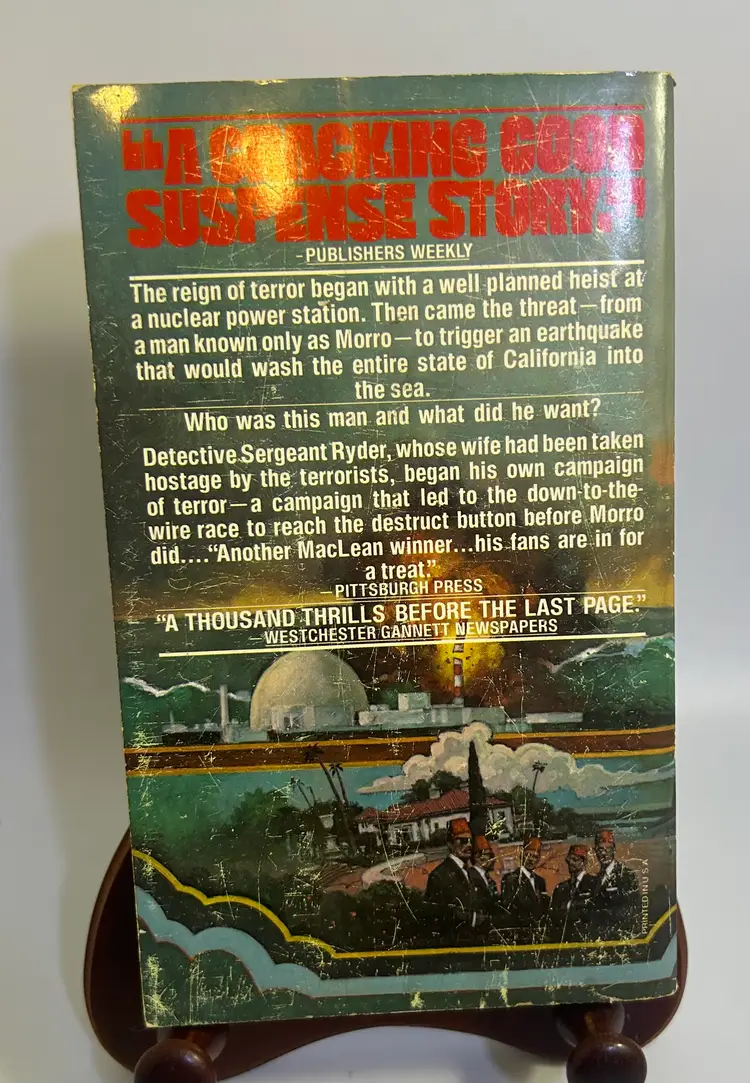 “A CRACKING GOOD
SUSPENSE STORY.”
–PUBLISHERS WEEKLY
The reign of terror began with a well planned heist at
a nuclear power station. Then came the threat—from
a man known only as Morro—to trigger an earthquake
that would wash the entire state of California into
the sea.
Who was this man and what did he want?
Detective Sergeant Ryder, whose wife had been taken
hostage by the terrorists, began his own campaign
of terror—a campaign that led to the down-to-the-
wire race to reach the destruct button before Morro
did....“Another MacLean winner...his fans are in for
a treat.”
—PITTSBURGH PRESS
“A THOUSAND THRILLS BEFORE THE LAST PAGE.”
—WESTCHESTER GANNETT NEWSPAPERS
PRINTED IN U S A